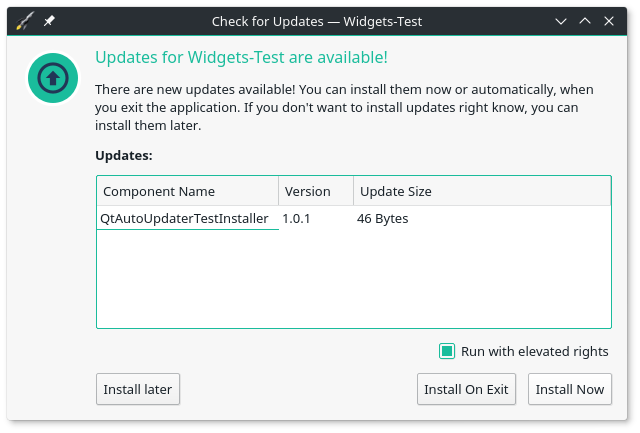 Check for Updates — Widgets-Test
Updates for Widgets-Test are available!
There are new updates available! You can install them now or automatically, when
you exit the application. If you don't want to install updates right know, you can
install them later.
Updates:
Component Name Version Update Size
QtAutoUpdaterTestInstaller 1.0.1 46 Bytes
Run with elevated rights
Install later Install On Exit Install Now